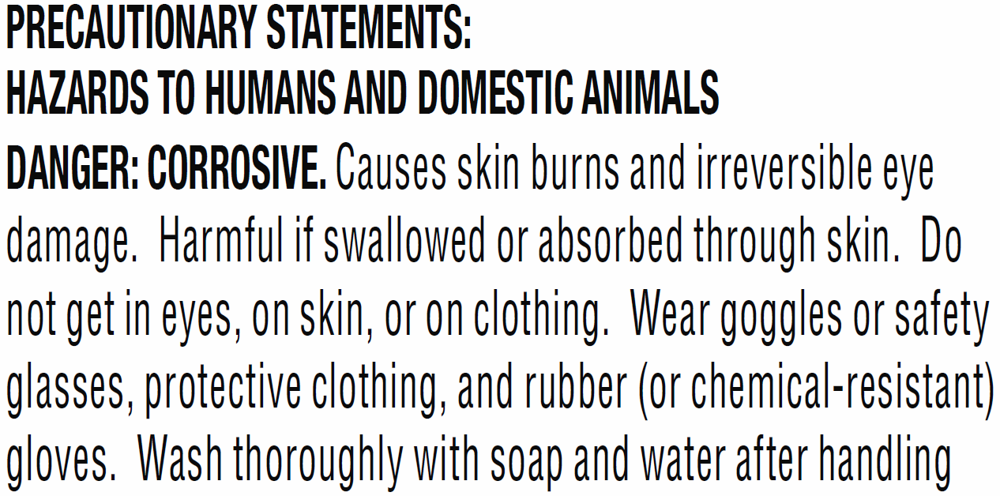 PRECAUTIONARY STATEMENTS:
HAZARDS TO HUMANS AND DOMESTIC ANIMALS
DANGER: CORROSIVE. Causes skin burns and irreversible eye
damage.  Harmful if swallowed or absorbed through skin.  Do
not get in eyes, on skin, or on clothing.  Wear goggles or safety
glasses, protective clothing, and rubber (or chemical-resistant)
gloves.  Wash thoroughly with soap and water after handling